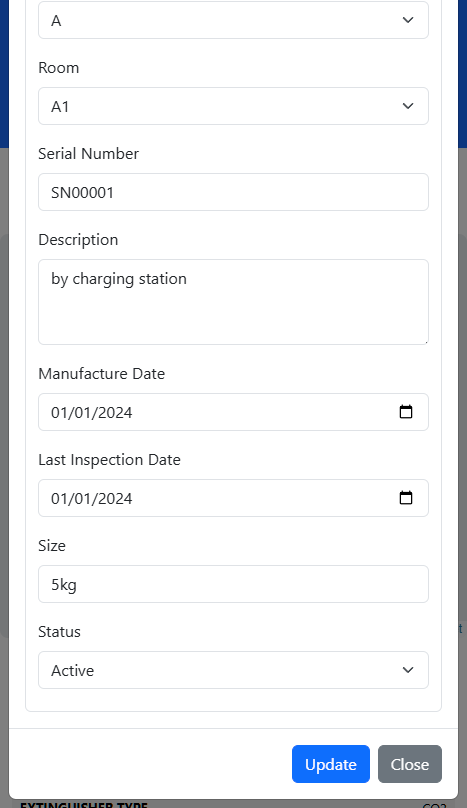 A
Room
A1
Serial Number
SN00001
Description
by charging station
Manufacture Date
01/01/2024
Last Inspection Date
01/01/2024
Size
5kg
Status
Active
Update Close
EXTINGUISHER TYPE CO2